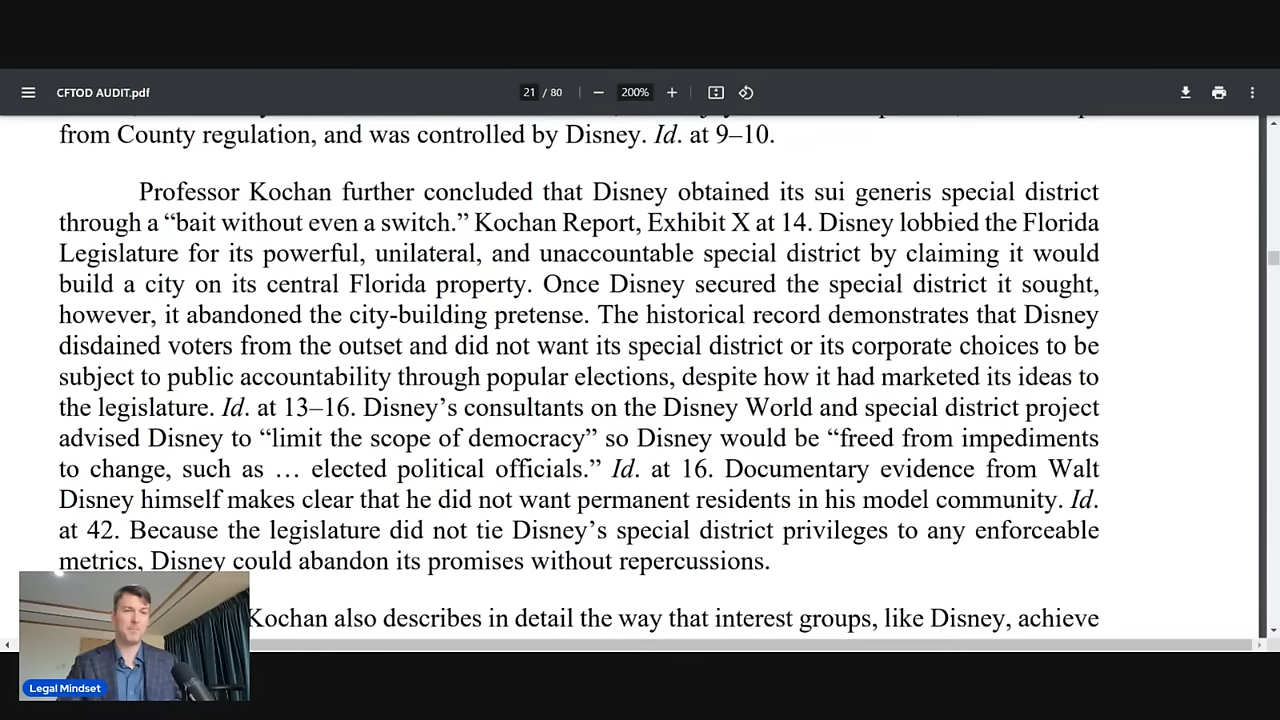 CFTOD AUDIT.pdf
21 / 80
200%
from County regulation, and was controlled by Disney. Id. at 9–10.
Professor Kochan further concluded that Disney obtained its sui generis special district
through a “bait without even a switch.” Kochan Report, Exhibit X at 14. Disney lobbied the Florida
Legislature for its powerful, unilateral, and unaccountable special district by claiming it would
build a city on its central Florida property. Once Disney secured the special district it sought,
however, it abandoned the city-building pretense. The historical record demonstrates that Disney
disdained voters from the outset and did not want its special district or its corporate choices to be
subject to public accountability through popular elections, despite how it had marketed its ideas to
the legislature. Id. at 13–16. Disney’s consultants on the Disney World and special district project
advised Disney to “limit the scope of democracy” so Disney would be “freed from impediments
to change, such as … elected political officials.” Id. at 16. Documentary evidence from Walt
Disney himself makes clear that he did not want permanent residents in his model community. Id.
at 42. Because the legislature did not tie Disney’s special district privileges to any enforceable
metrics, Disney could abandon its promises without repercussions.
Kochan also describes in detail the way that interest groups, like Disney, achieve
Legal Mindset